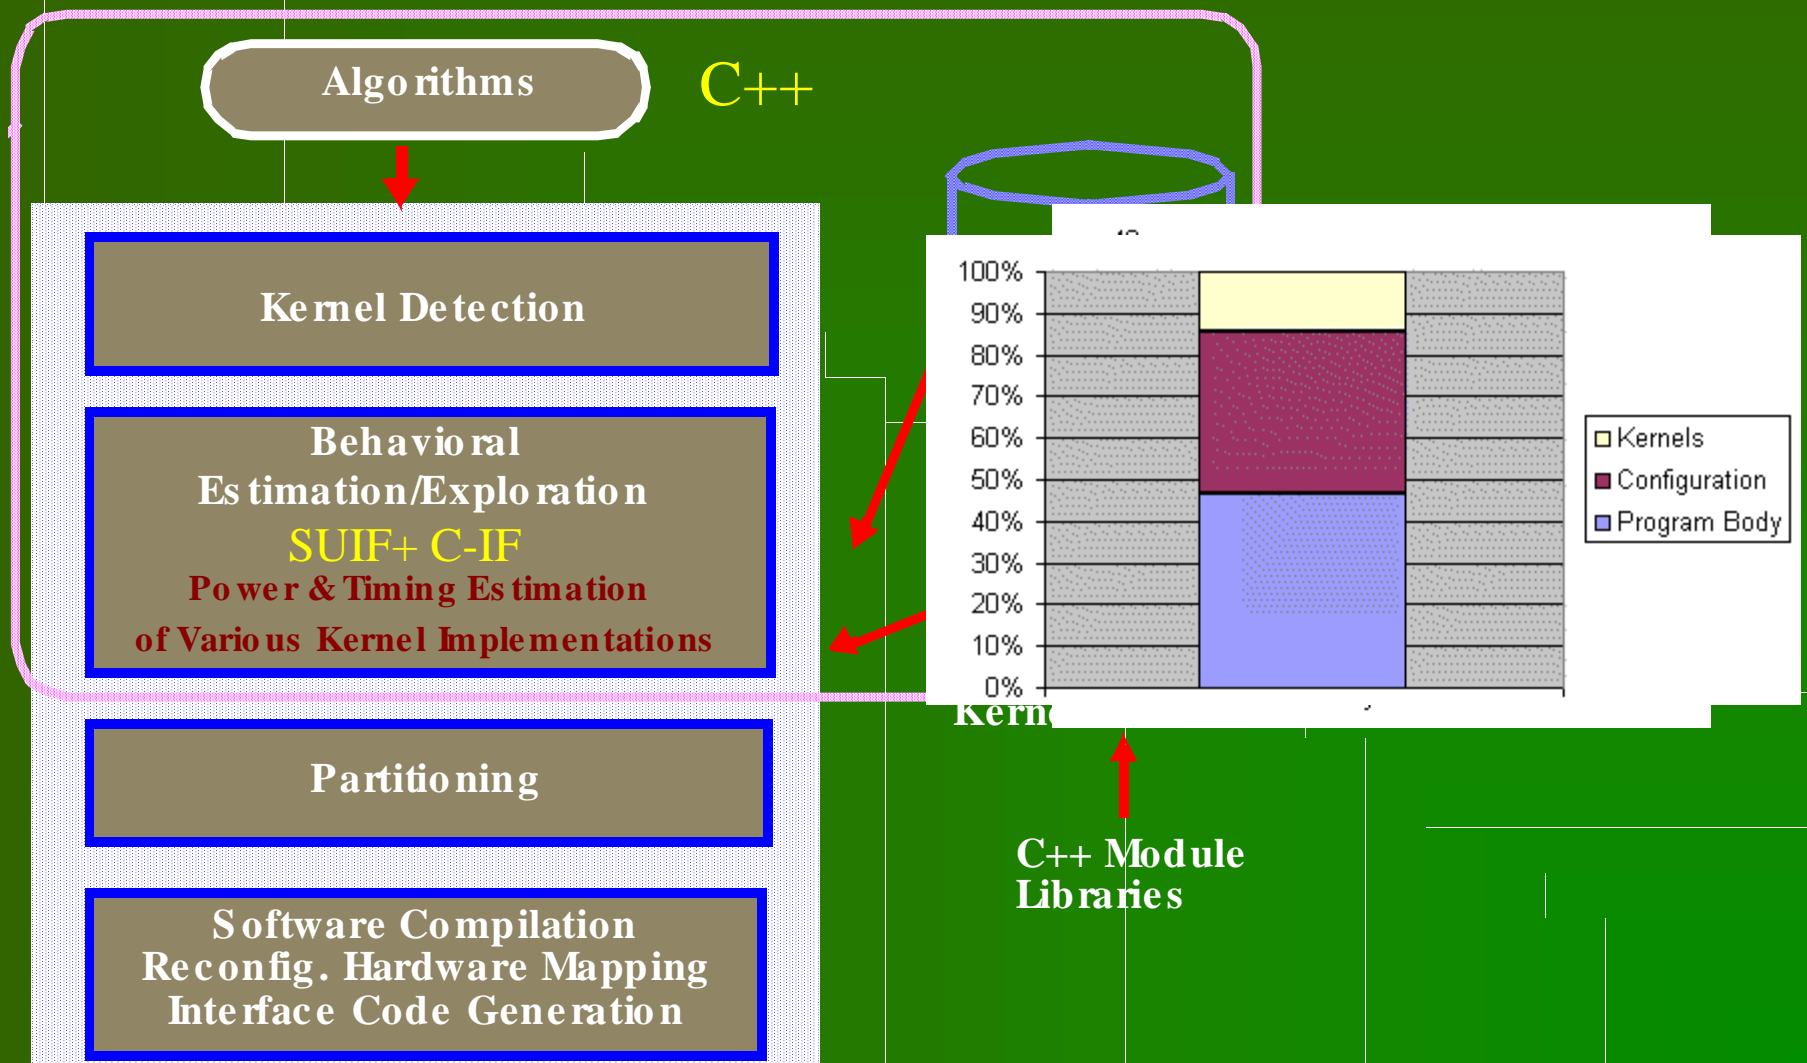 Algorithms
C++
Kernel Detection
Behavioral
Estimation/Exploration
SUIF+ C-IF
Power & Timing Estimation
of Various Kernel Implementations
Partitioning
Software Compilation
Reconfig. Hardware Mapping
Interface Code Generation
100%
90%
80%
70%
60%
50%
40%
30%
20%
10%
0%
Kernels
Configuration
Program Body
C++ Module
Libraries